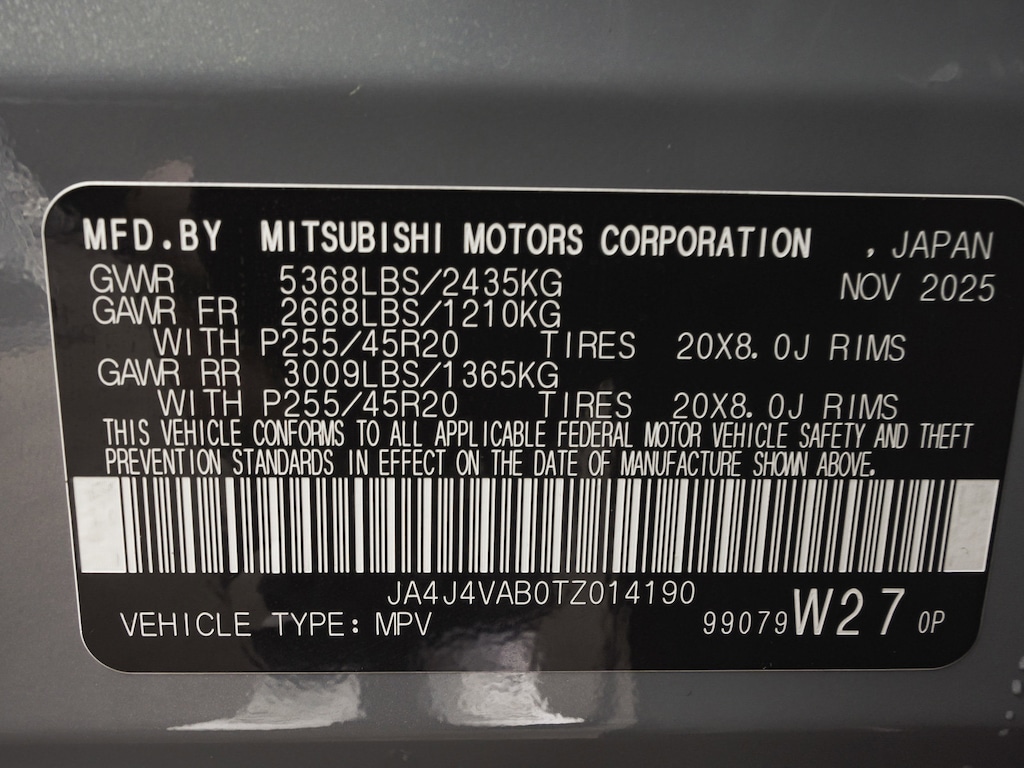 MFD.BY MITSUBISHI MOTORS CORPORATION , JAPAN
GVWR 5368LBS/2435KG NOV 2025
GAWR FR 2668LBS/1210KG
WITH P255/45R20 TIRES 20X8.0J RIMS
GAWR RR 3009LBS/1365KG
WITH P255/45R20 TIRES 20X8.0J RIMS
THIS VEHICLE CONFORMS TO ALL APPLICABLE FEDERAL MOTOR VEHICLE SAFETY AND THEFT
PREVENTION STANDARDS IN EFFECT ON THE DATE OF MANUFACTURE SHOWN ABOVE.
JA4J4VAB0TZ014190
VEHICLE TYPE: MPV 99079 W27 0P